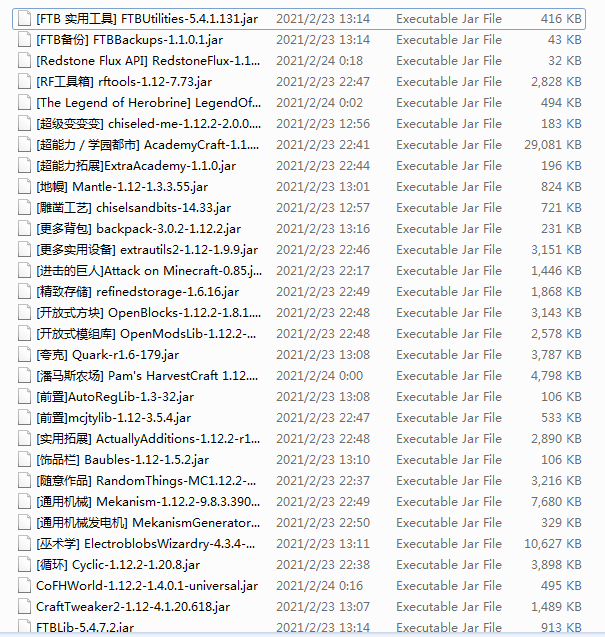 [FTB 实用工具] FTBUtilities-5.4.1.131.jar 2021/2/23 13:14 Executable Jar File 416 KB
[FTB备份] FTBBackups-1.1.0.1.jar 2021/2/23 13:14 Executable Jar File 43 KB
[Redstone Flux API] RedstoneFlux-1.1... 2021/2/24 0:18 Executable Jar File 32 KB
[RF工具箱] rftools-1.12-7.73.jar 2021/2/23 22:47 Executable Jar File 2,828 KB
[The Legend of Herobrine] LegendOf... 2021/2/24 0:02 Executable Jar File 494 KB
[超级变变变] chiseled-me-1.12.2-2.0.0.... 2021/2/23 12:56 Executable Jar File 183 KB
[超能力 / 学园都市] AcademyCraft-1.1.... 2021/2/23 22:41 Executable Jar File 29,081 KB
[超能力拓展]ExtraAcademy-1.1.0.jar 2021/2/23 22:44 Executable Jar File 196 KB
[地幔] Mantle-1.12-1.3.3.55.jar 2021/2/23 13:01 Executable Jar File 824 KB
[雕凿工艺] chiselsandbits-14.33.jar 2021/2/23 12:57 Executable Jar File 721 KB
[更多背包] backpack-3.0.2-1.12.2.jar 2021/2/23 13:16 Executable Jar File 231 KB
[更多实用设备] extrautils2-1.12-1.9.9.jar 2021/2/23 22:46 Executable Jar File 3,151 KB
[进击的巨人]Attack on Minecraft-0.85.j... 2021/2/23 22:17 Executable Jar File 1,446 KB
[精致存储] refinedstorage-1.6.16.jar 2021/2/23 22:49 Executable Jar File 1,868 KB
[开放式方块] OpenBlocks-1.12.2-1.8.1.... 2021/2/23 22:48 Executable Jar File 3,143 KB
[开放式模组库] OpenModsLib-1.12.2-... 2021/2/23 22:48 Executable Jar File 2,578 KB
[夸克] Quark-r1.6-179.jar 2021/2/23 13:08 Executable Jar File 3,787 KB
[潘马斯农场] Pam's HarvestCraft 1.12.... 2021/2/24 0:00 Executable Jar File 4,798 KB
[前置]AutoRegLib-1.3-32.jar 2021/2/23 13:08 Executable Jar File 106 KB
[前置]mcjtylib-1.12-3.5.4.jar 2021/2/23 22:47 Executable Jar File 533 KB
[实用拓展] ActuallyAdditions-1.12.2-r1... 2021/2/23 22:48 Executable Jar File 2,890 KB
[饰品栏] Baubles-1.12-1.5.2.jar 2021/2/23 13:10 Executable Jar File 106 KB
[随意作品] RandomThings-MC1.12.2-... 2021/2/23 22:37 Executable Jar File 3,216 KB
[通用机械] Mekanism-1.12.2-9.8.3.390... 2021/2/23 22:49 Executable Jar File 7,680 KB
[通用机械发电机] MekanismGenerator... 2021/2/23 22:50 Executable Jar File 329 KB
[巫术学] ElectroblobsWizardry-4.3.4-... 2021/2/23 13:11 Executable Jar File 10,627 KB
[循环] Cyclic-1.12.2-1.20.8.jar 2021/2/23 22:38 Executable Jar File 3,898 KB
CoFHWorld-1.12.2-1.4.0.1-universal.jar 2021/2/24 0:16 Executable Jar File 495 KB
CraftTweaker2-1.12-4.1.20.618.jar 2021/2/23 13:07 Executable Jar File 1,489 KB
FTBLib-5.4.7.2.jar 2021/2/23 13:14 Executable Jar File 913 KB